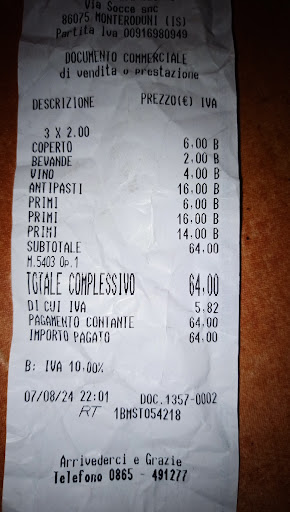 Via Socce snc
86075 MONTERODUNI (IS)
Partita Iva 00916980949
DOCUMENTO COMMERCIALE
di vendita o prestazione
DESCRIZIONE PREZZO(€) IVA
3 X 2.00
COPERTO 6,00 B
BEVANDE 2,00 B
VINO 4,00 B
ANTIPASTI 16,00 B
PRIMI 6,00 B
PRIMI 16,00 B
PRIMI 14,00 B
SUBTOTALE 64,00
M.5403 Op.1
TOTALE COMPLESSIVO 64,00
DI CUI IVA 5,82
PAGAMENTO CONTANTE 64,00
IMPORTO PAGATO 64,00
B: IVA 10,00%
07/08/24 22:01 DOC.1357-0002
RT 1BMST054218
Arrivederci e Grazie
Telefono 0865 - 491277